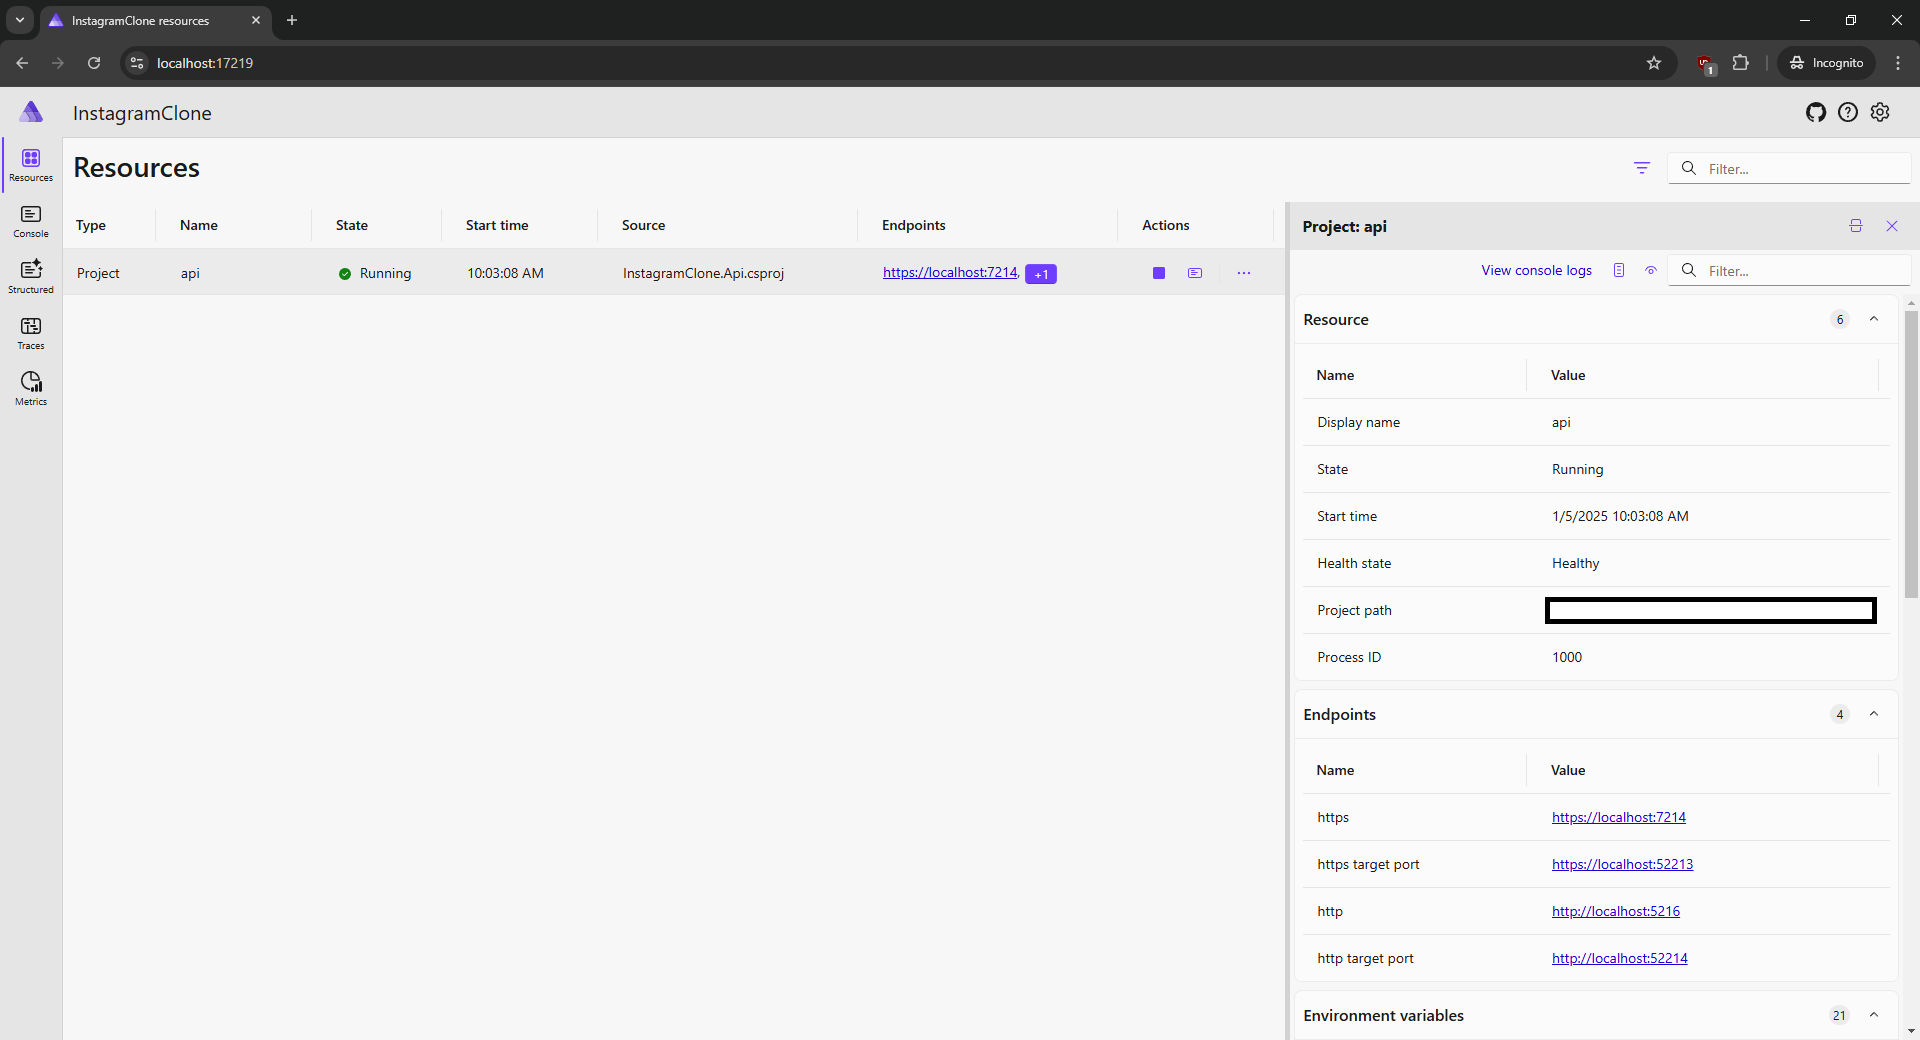 InstagramClone resources
localhost:17219
1
Incognito
InstagramClone
Resources
Console
Structured
Traces
Metrics
Resources
Filter...
Type Name State Start time Source Endpoints Actions
Project api Running 10:03:08 AM InstagramClone.Api.csproj https://localhost:7214, +1
Project: api
View console logs Filter...
Resource 6
Name Value
Display name api
State Running
Start time 1/5/2025 10:03:08 AM
Health state Healthy
Project path
Process ID 1000
Endpoints 4
Name Value
https https://localhost:7214
https target port https://localhost:52213
http http://localhost:5216
http target port http://localhost:52214
Environment variables 21